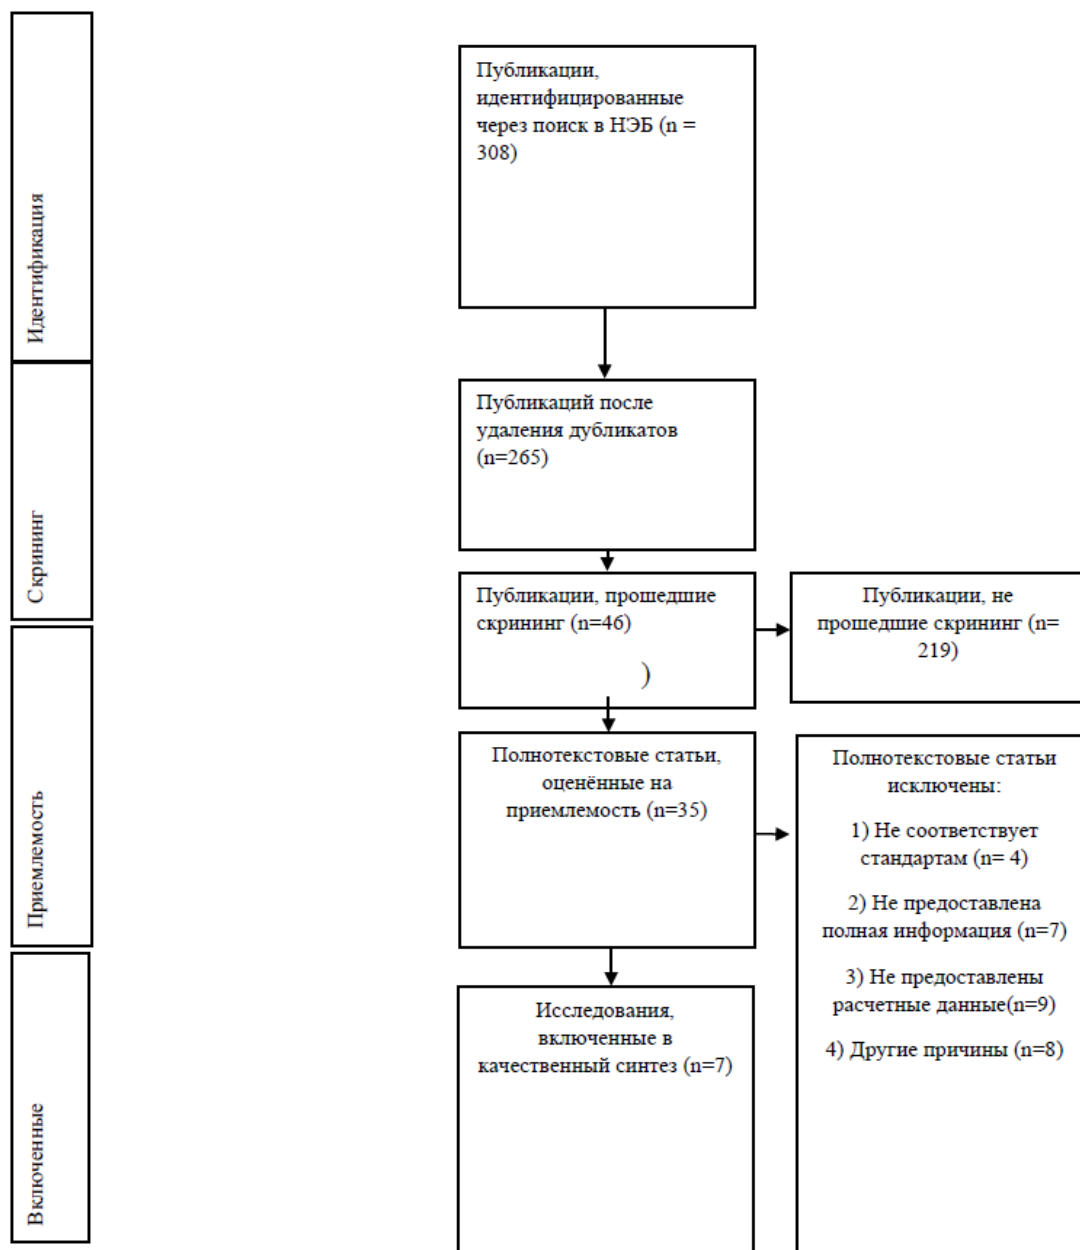 Идентификация
Публикации,
идентифицированные
через поиск в НЭБ (n =
308)
Скрининг
Публикаций после
удаления дубликатов
(n=265)
Публикации, прошедшие
скрининг (n=46)
)
Публикации, не
прошедшие скрининг (n=
219)
Приемлемость
Полнотекстовые статьи,
оценённые на
приемлемость (n=35)
Полнотекстовые статьи
исключены:
1) Не соответствует
стандартам (n= 4)
2) Не предоставлена
полная информация (n=7)
3) Не предоставлены
расчетные данные(n=9)
4) Другие причины (n=8)
Включенные
Исследования,
включенные в
качественный синтез (n=7)